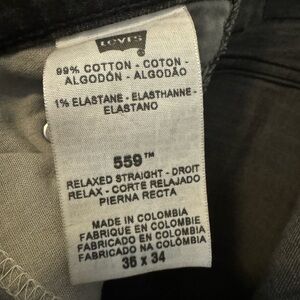 LEVI'S
99% COTTON - COTON -
ALGODÓN - ALGODÃO
1% ELASTANE - ELASTHANNE -
ELASTANO
559™
RELAXED STRAIGHT - DROIT
RELAX - CORTE RELAJADO
PIERNA RECTA
MADE IN COLOMBIA
FABRIQUE EN COLOMBIE
FABRICADO EN COLOMBIA
FABRICADO NA COLÔMBIA
36 X 34